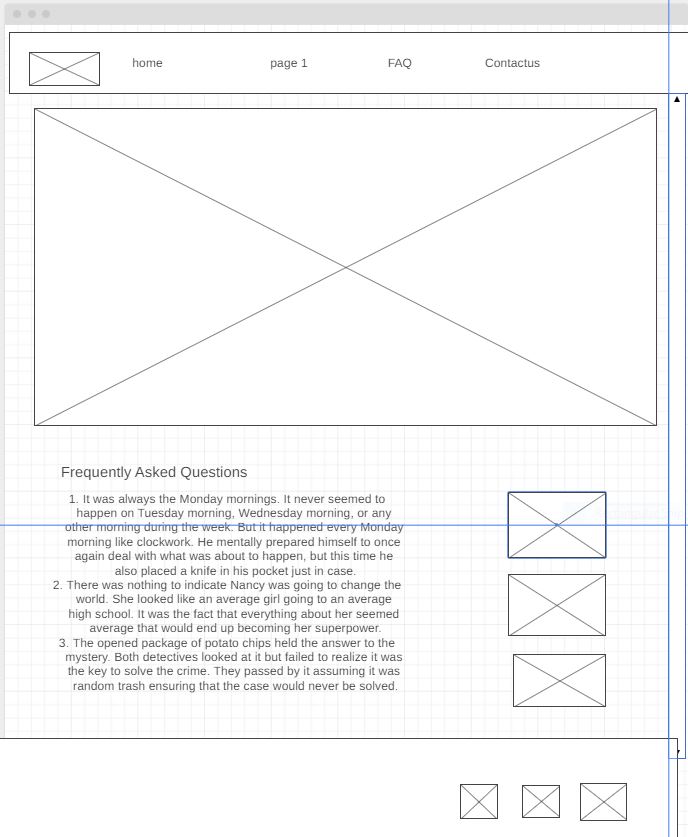 home page 1 FAQ Contactus
Frequently Asked Questions
1. It was always the Monday mornings. It never seemed to
happen on Tuesday morning, Wednesday morning, or any
other morning during the week. But it happened every Monday
morning like clockwork. He mentally prepared himself to once
again deal with what was about to happen, but this time he
also placed a knife in his pocket just in case.
2. There was nothing to indicate Nancy was going to change the
world. She looked like an average girl going to an average
high school. It was the fact that everything about her seemed
average that would end up becoming her superpower.
3. The opened package of potato chips held the answer to the
mystery. Both detectives looked at it but failed to realize it was
the key to solve the crime. They passed by it assuming it was
random trash ensuring that the case would never be solved.